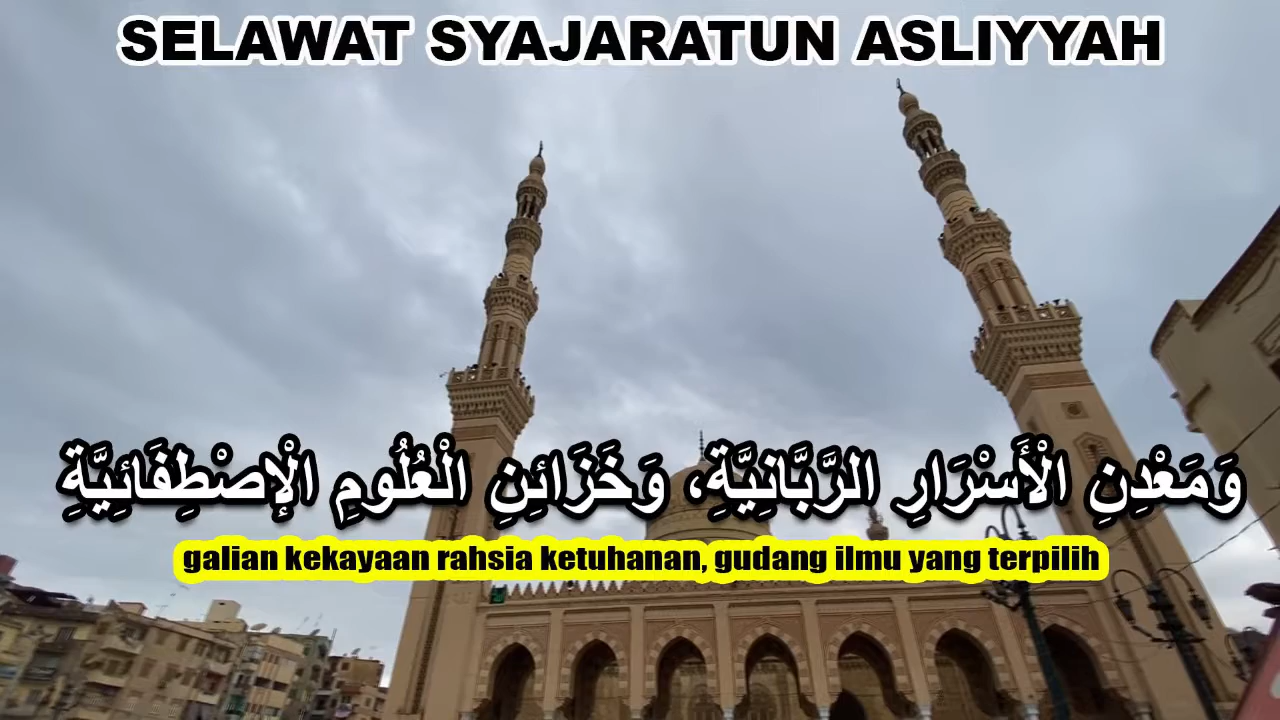 SELAWAT SYAJARATUN ASLIYYAH
وَمَعْدِنِ الْأَسْرَارِ الرَّبَّانِيَّةِ، وَخَزَائِنِ الْعُلُومِ الْإِصْطِفَائِيَّةِ
galian kekayaan rahsia ketuhanan, gudang ilmu yang terpilih